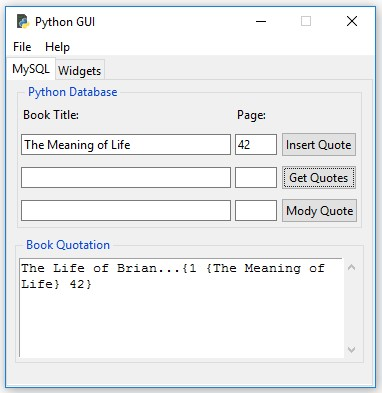 Python GUI
File Help
MySQL Widgets
Python Database
Book Title: Page:
The Meaning of Life 42 Insert Quote
Get Quotes
Mody Quote
Book Quotation
The Life of Brian...{1 {The Meaning of
Life} 42}